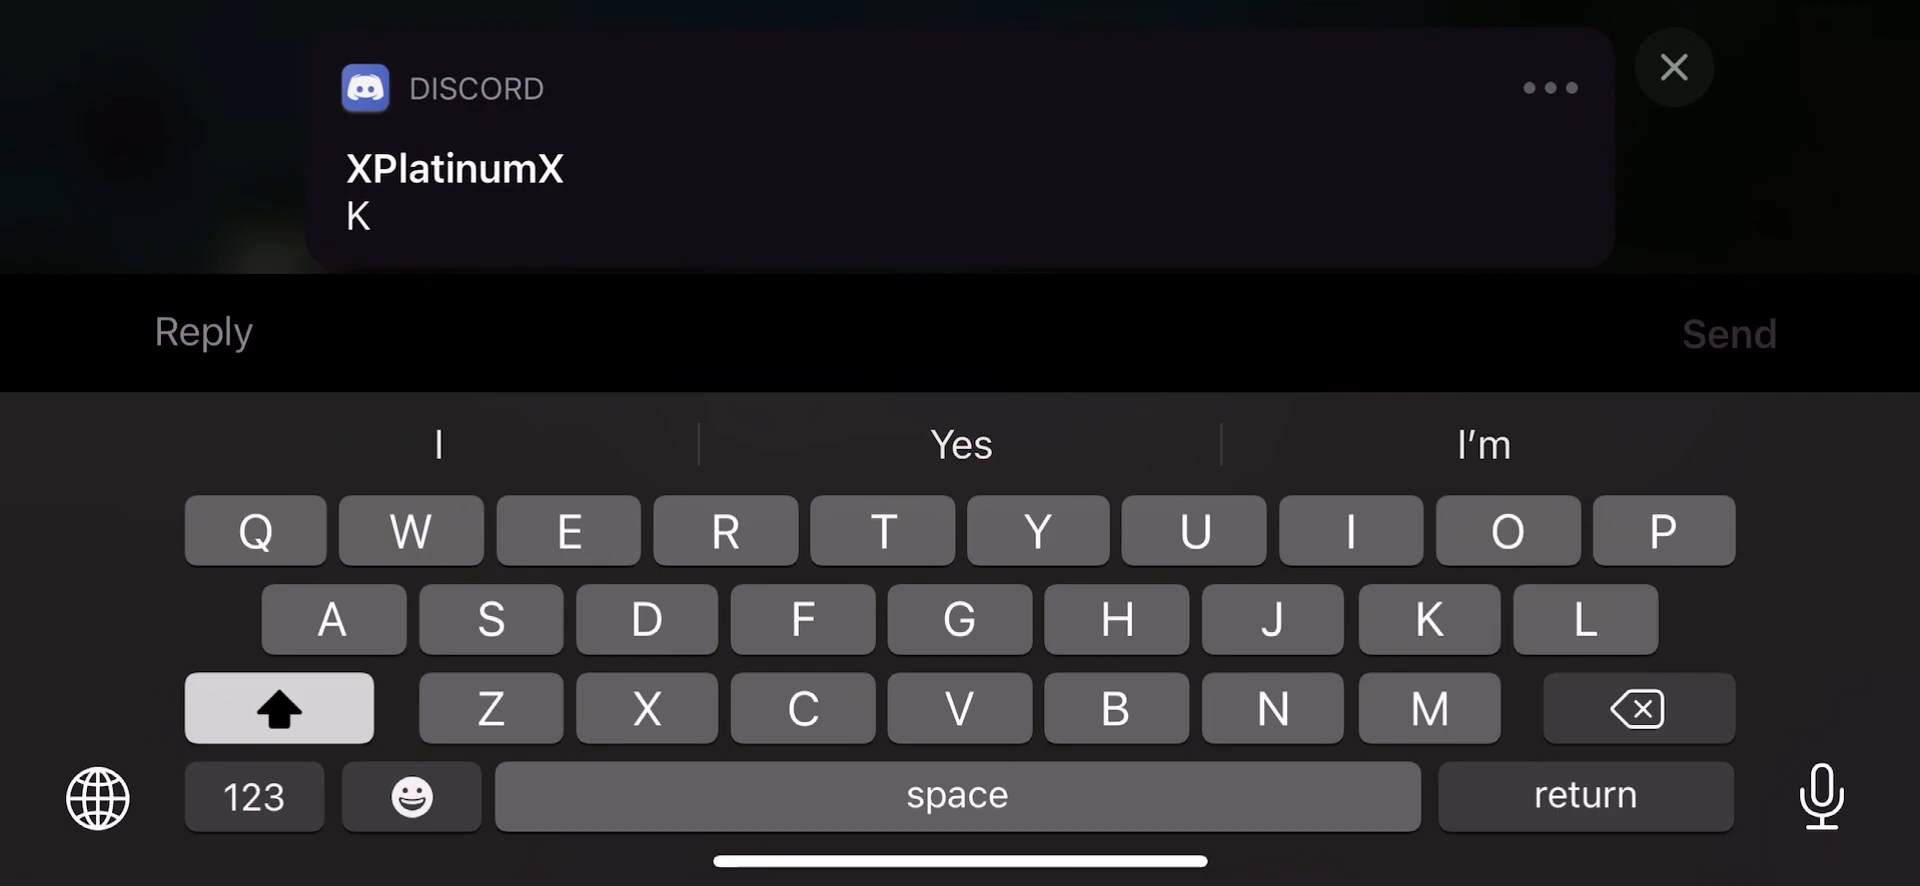 DISCORD
XPlatinumX
K
Reply
Send
I
Yes
I’m
Q W E R T Y U I O P
A S D F G H J K L
Z X C V B N M
123
space
return